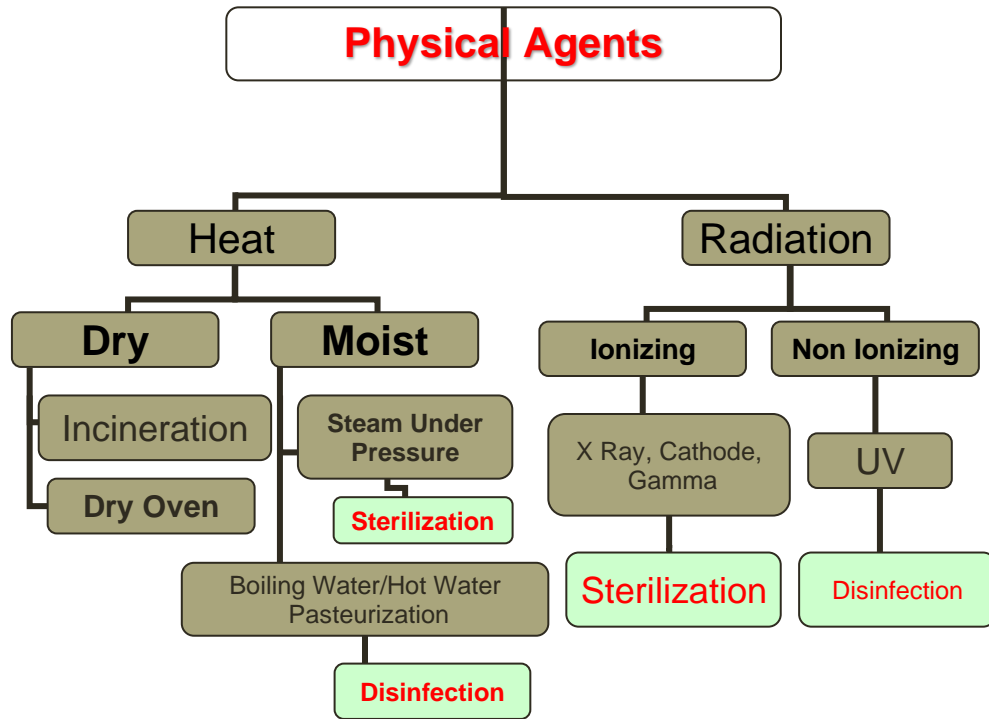 Physical Agents
Heat
Radiation
Dry
Moist
Ionizing
Non Ionizing
Incineration
Steam Under
Pressure
X Ray, Cathode,
Gamma
UV
Dry Oven
Sterilization
Boiling Water/Hot Water
Pasteurization
Sterilization
Disinfection
Disinfection